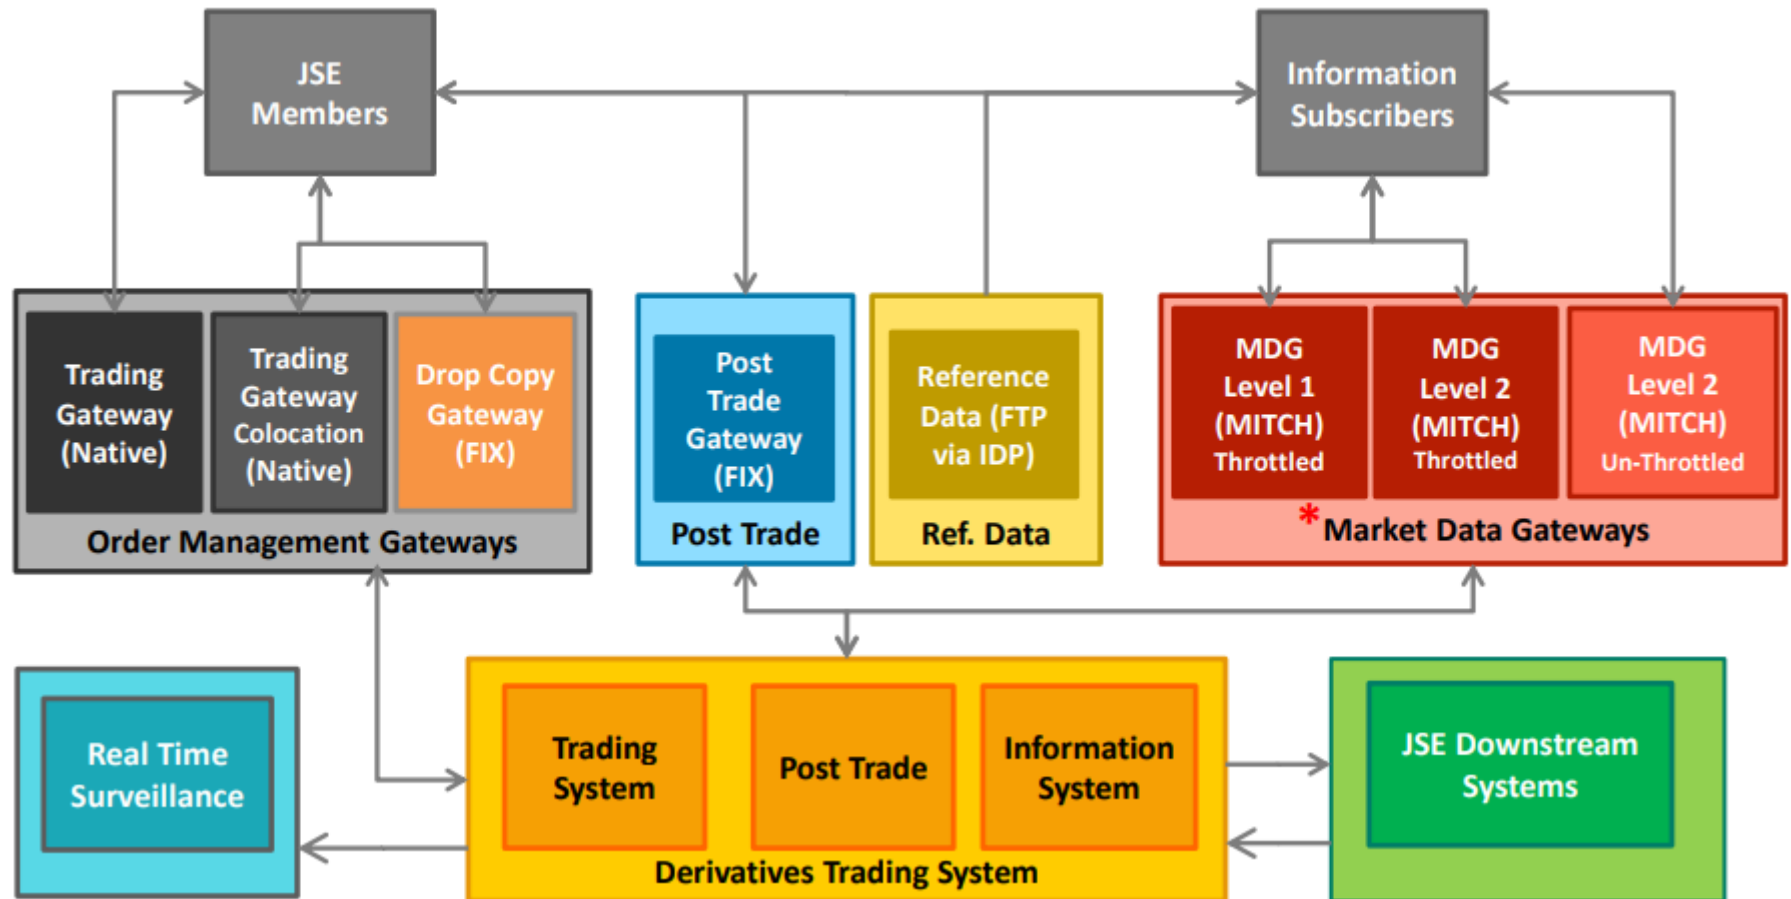 JSE
Members
Information
Subscribers
Trading
Gateway
(Native)
Trading
Gateway
Colocation
(Native)
Drop Copy
Gateway
(FIX)
Order Management Gateways
Post
Trade
Gateway
(FIX)
Post Trade
Reference
Data (FTP
via IDP)
Ref. Data
MDG
Level 1
(MITCH)
Throttled
MDG
Level 2
(MITCH)
Throttled
MDG
Level 2
(MITCH)
Un-Throttled
*Market Data Gateways
Real Time
Surveillance
Trading
System
Post Trade
Information
System
Derivatives Trading System
JSE Downstream
Systems